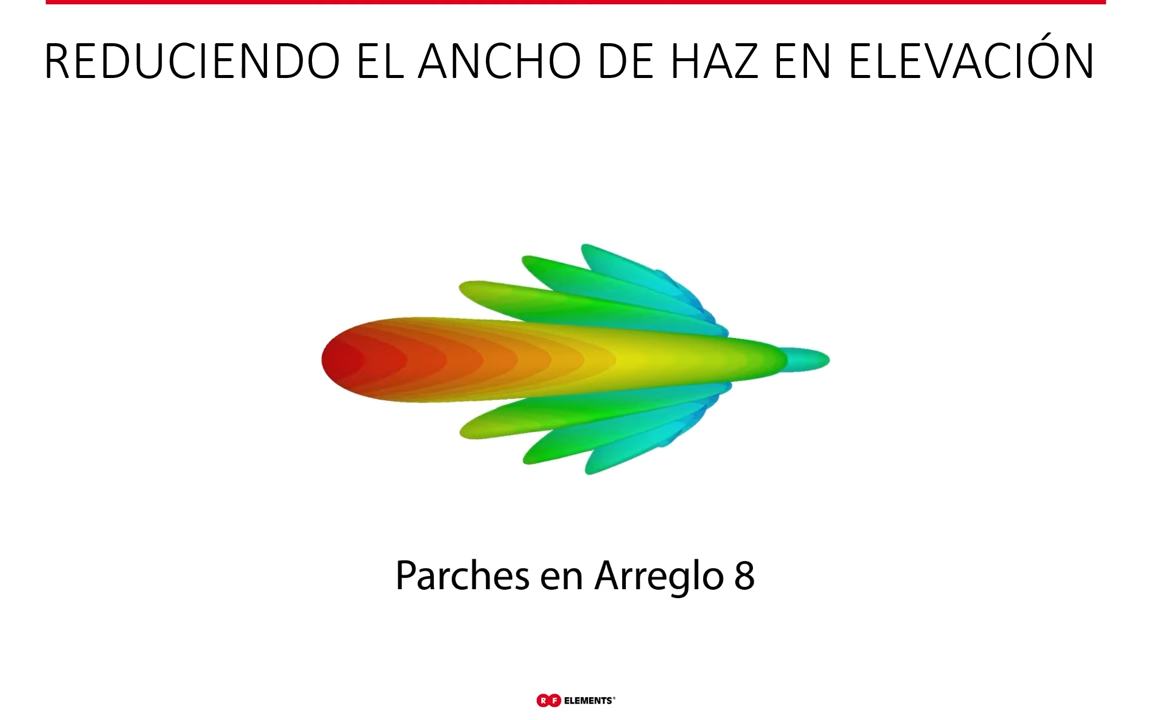 REDUCIENDO EL ANCHO DE HAZ EN ELEVACIÓN
Parches en Arreglo 8
RF ELEMENTS®